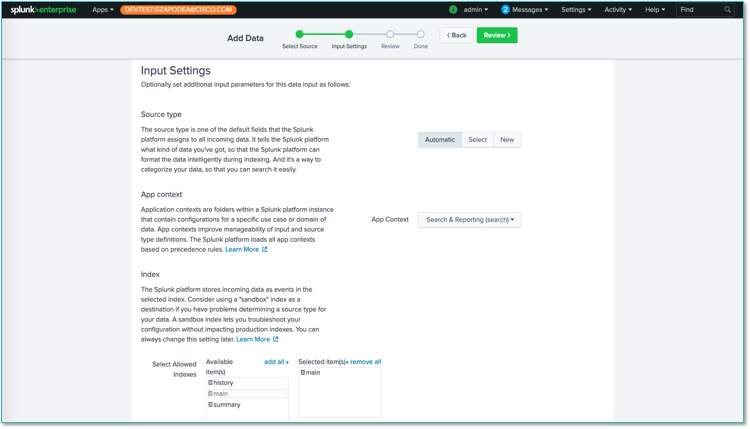 splunk>enterprise Apps DEVTEST:GZAPODEA@CISCO.COM i admin 2 Messages Settings Activity Help Find
Add Data
Select Source Input Settings Review Done
< Back Review >
Input Settings
Optionally set additional input parameters for this data input as follows:
Source type
The source type is one of the default fields that the Splunk
platform assigns to all incoming data. It tells the Splunk platform
what kind of data you've got, so that the Splunk platform can
format the data intelligently during indexing. And it's a way to
categorize your data, so that you can search it easily.
Automatic Select New
App context
Application contexts are folders within a Splunk platform instance
that contain configurations for a specific use case or domain of
data. App contexts improve manageability of input and source
type definitions. The Splunk platform loads all app contexts
based on precedence rules. Learn More
App Context Search & Reporting (search)
Index
The Splunk platform stores incoming data as events in the
selected index. Consider using a "sandbox" index as a
destination if you have problems determining a source type for
your data. A sandbox index lets you troubleshoot your
configuration without impacting production indexes. You can
always change this setting later. Learn More
Select Allowed
Indexes
Available
item(s)
add all »
history
main
summary
Selected item(s) « remove all
main